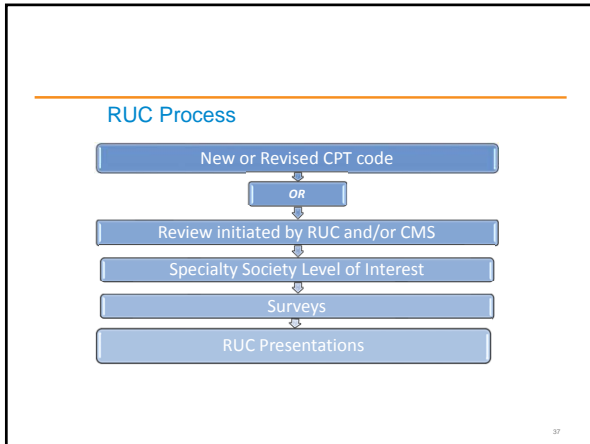 RUC Process
New or Revised CPT code
OR
Review initiated by RUC and/or CMS
Specialty Society Level of Interest
Surveys
RUC Presentations
37